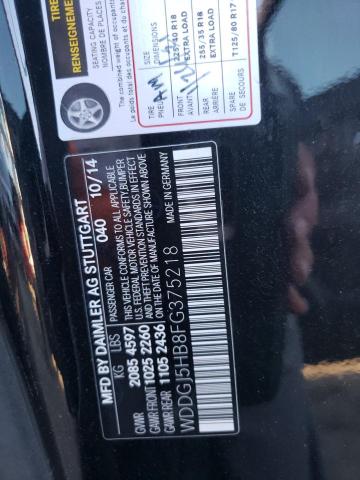 TIRE
RENSEIGNEME
SEATING CAPACITY
NOMBRE DE PLACES
The combined weight of occupants
Le poids total des occupants
TIRE
PNEU
SIZE
DIMENSIONS
FRONT
AVANT
225/40 R18
EXTRA LOAD
REAR
ARRIÈRE
255/35 R18
EXTRA LOAD
SPARE
DE SECOURS
T125/80 R17
MFD BY DAIMLER AG STUTTGART
PASSENGER CAR 040 10/14
KG LBS
GVWR 2085 4597
GAWR FRONT 1025 2260
GAWR REAR 1105 2436
THIS VEHICLE CONFORMS TO ALL APPLICABLE
U.S. FEDERAL MOTOR VEHICLE SAFETY, BUMPER
AND THEFT PREVENTION STANDARDS IN EFFECT
ON THE DATE OF MANUFACTURE SHOWN ABOVE
MADE IN GERMANY
WDDGJ5HB8FG375218